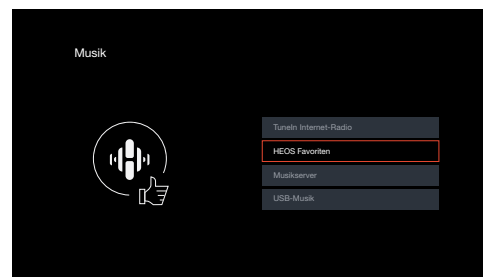 Musik
TuneIn Internet-Radio
HEOS Favoriten
Musikserver
USB-Musik